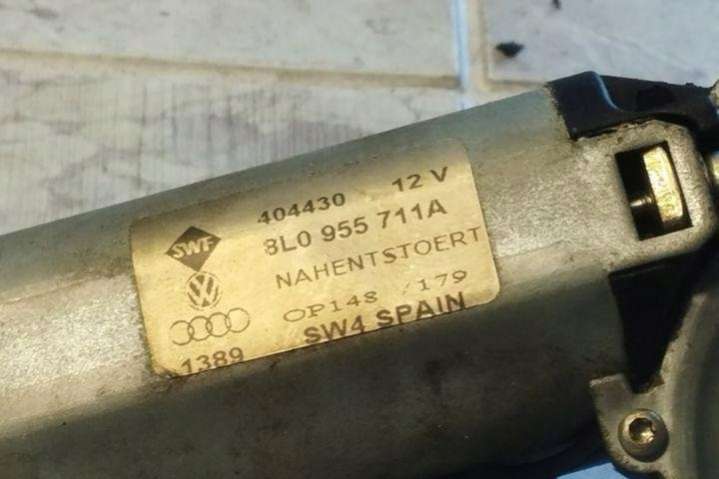 404430 12 V
SWF
8L0 955 711A
NAHENTSTOERT
OP148 /179
1389 SW4 SPAIN